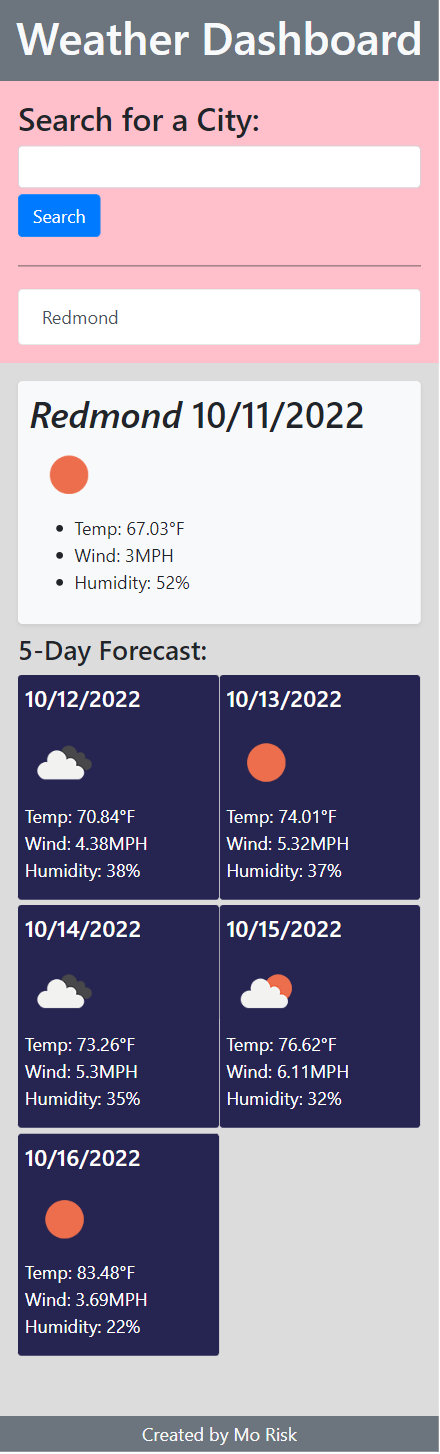 Weather Dashboard
Search for a City:
Search
Redmond
Redmond 10/11/2022
Temp: 67.03°F
Wind: 3MPH
Humidity: 52%
5-Day Forecast:
10/12/2022
Temp: 70.84°F
Wind: 4.38MPH
Humidity: 38%
10/13/2022
Temp: 74.01°F
Wind: 5.32MPH
Humidity: 37%
10/14/2022
Temp: 73.26°F
Wind: 5.3MPH
Humidity: 35%
10/15/2022
Temp: 76.62°F
Wind: 6.11MPH
Humidity: 32%
10/16/2022
Temp: 83.48°F
Wind: 3.69MPH
Humidity: 22%
Created by Mo Risk